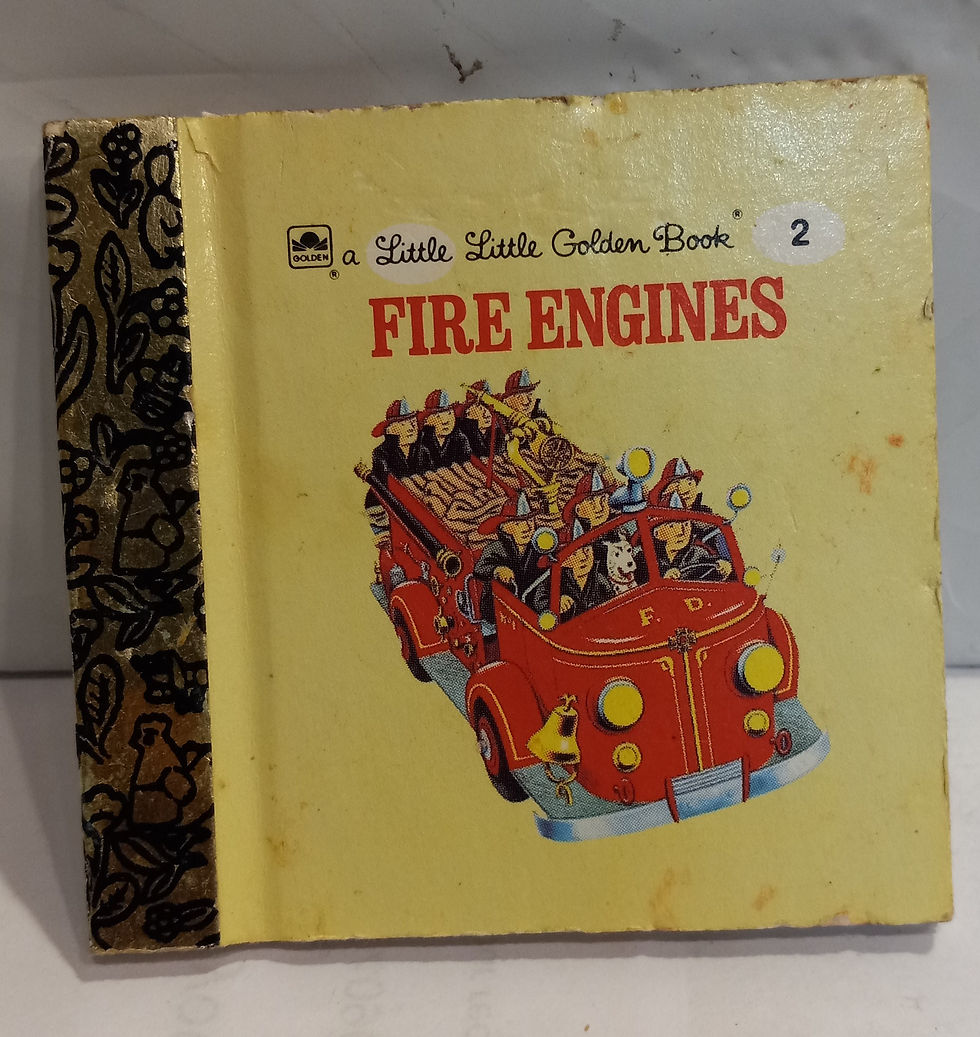 GOLDEN ® a Little Little Golden Book ® 2
FIRE ENGINES
F. D.